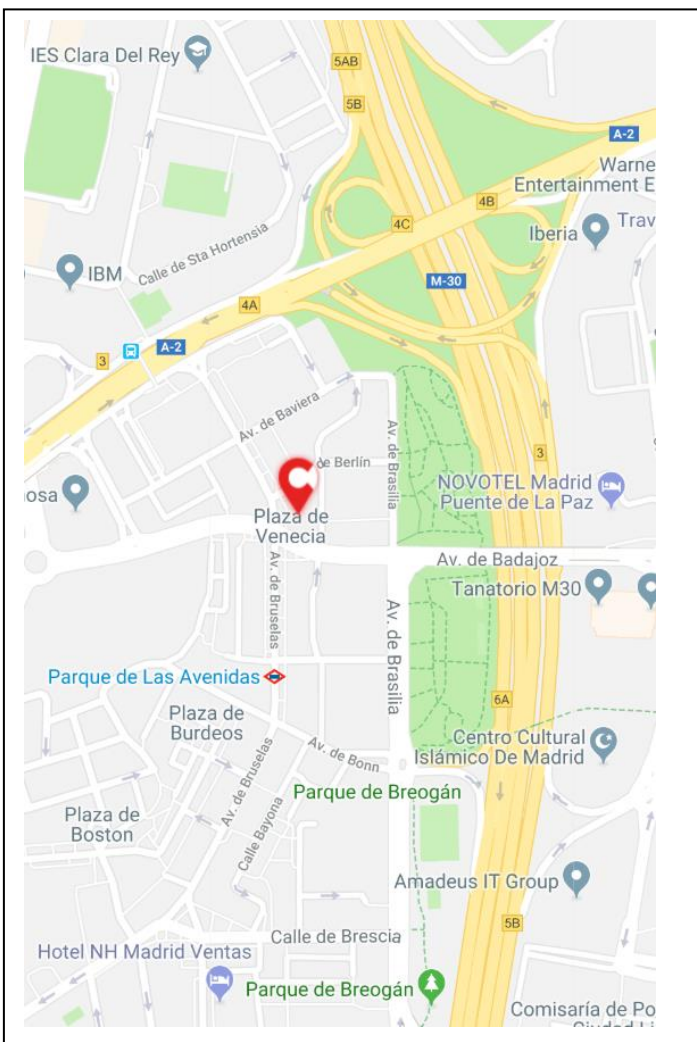 IES Clara Del Rey
5AB
5B
A-2
Warne
Entertainment E
4B
Trav
4C
Iberia
Calle de Sta Hortensia
IBM
M-30
4A
A-2
3
Av. de Baviera
de Berlín
Av. de Brasilia
3
NOVOTEL Madrid
Puente de La Paz
osa
Plaza de
Venecia
Av. de Badajoz
Av. de Bruselas
Tanatorio M30
Av. de Brasilia
Parque de Las Avenidas
6A
Plaza de
Burdeos
Centro Cultural
Islámico De Madrid
Av. de Bonn
Av. de Bruselas
Parque de Breogán
Calle Bayona
Plaza de
Boston
Amadeus IT Group
5B
Calle de Brescia
Hotel NH Madrid Ventas
Parque de Breogán
Comisaría de Po